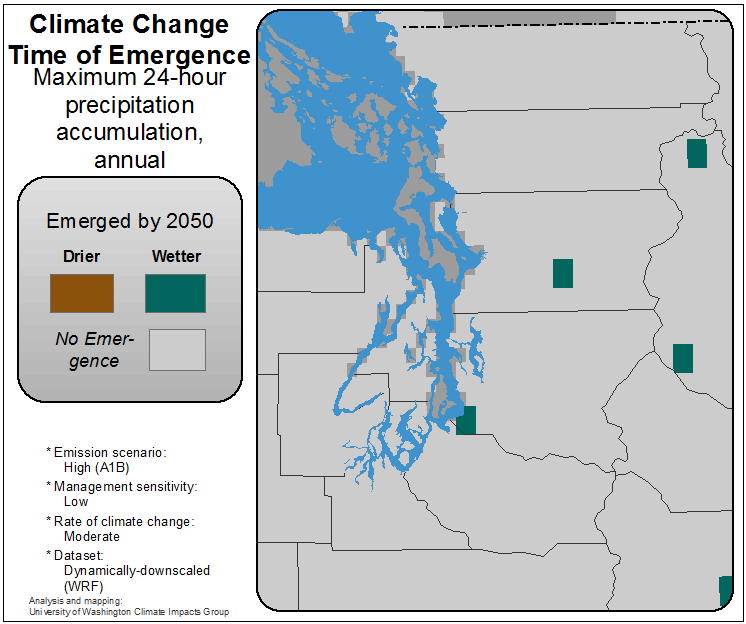 Climate Change
Time of Emergence
Maximum 24-hour
precipitation
accumulation,
annual
Emerged by 2050
Drier Wetter
No Emer-
gence
* Emission scenario:
High (A1B)
* Management sensitivity:
Low
* Rate of climate change:
Moderate
* Dataset:
Dynamically-downscaled
(WRF)
Analysis and mapping:
University of Washington Climate Impacts Group